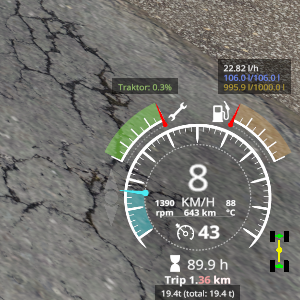 22.82 l/h
106.0 l/106.0 l
995.9 l/1000.0 l
Traktor: 0.3%
8
KM/H
1390 rpm
643 km
88 °C
43
89.9 h
Trip 1.36 km
19.4t (total: 19.4 t)